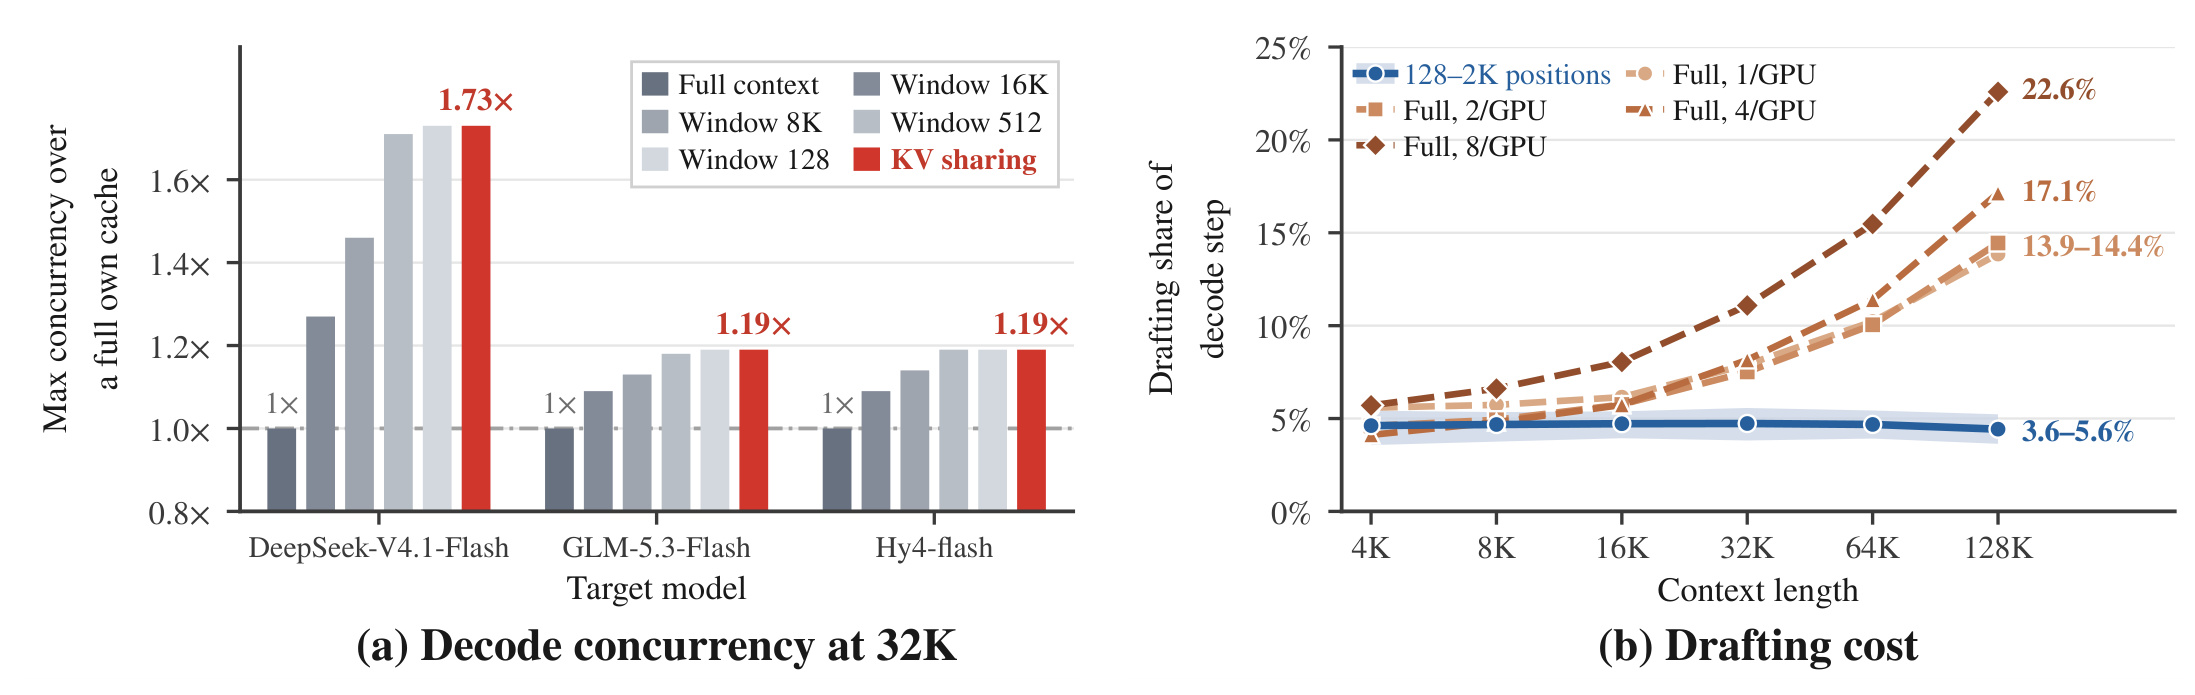 Max concurrency over
a full own cache
1.6×
1.4×
1.2×
1.0×
0.8×
1×
1.73×
1×
1.19×
1×
1.19×
Full context
Window 16K
Window 8K
Window 512
Window 128
KV sharing
DeepSeek-V4.1-Flash
GLM-5.3-Flash
Hy4-flash
Target model
(a) Decode concurrency at 32K
Drafting share of
decode step
25%
20%
15%
10%
5%
0%
128–2K positions
Full, 1/GPU
Full, 2/GPU
Full, 4/GPU
Full, 8/GPU
22.6%
17.1%
13.9–14.4%
3.6–5.6%
4K
8K
16K
32K
64K
128K
Context length
(b) Drafting cost